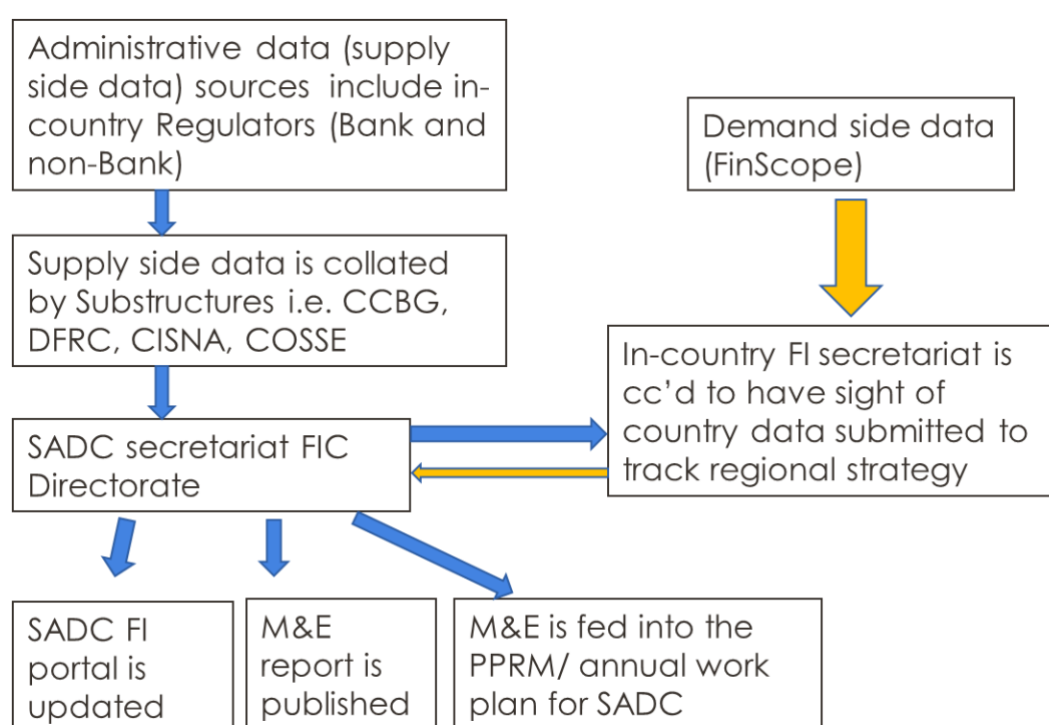 Administrative data (supply
side data) sources include in-
country Regulators (Bank and
non-Bank)
Demand side data
(FinScope)
Supply side data is collated
by Substructures i.e. CCBG,
DFRC, CISNA, COSSE
In-country FI secretariat is
cc’d to have sight of
country data submitted to
track regional strategy
SADC secretariat FIC
Directorate
SADC FI
portal is
updated
M&E
report is
published
M&E is fed into the
PPRM/ annual work
plan for SADC